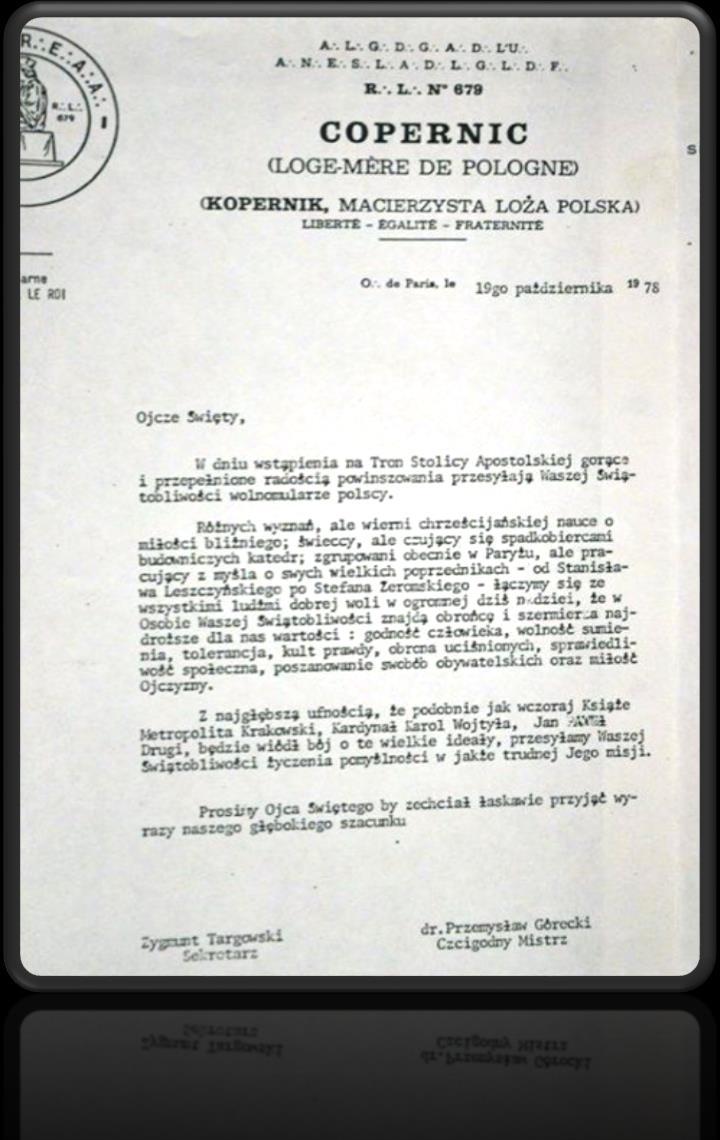 R∴E∴A∴A∴
R∴L∴
679
A∴ L∴ G∴ D∴ G∴ A∴ D∴ L'U∴
A∴ N∴ E∴ S∴ L∴ A∴ D∴ L∴ G∴ L∴ D∴ F∴
R∴ L∴ N° 679
COPERNIC
(LOGE-MÈRE DE POLOGNE)
(KOPERNIK, MACIERZYSTA LOŻA POLSKA)
LIBERTÉ - ÉGALITÉ - FRATERNITÉ
arne
LE ROI
O∴ de Paris, le 19go października 19 78
S
Ojcze Święty,
W dniu wstąpienia na Tron Stolicy Apostolskiej gorące
i przepełnione radością powinszowania przesyłają Waszej Świą-
tobliwości wolnomularze polscy.
Różnych wyznań, ale wierni chrześcijańskiej nauce o
miłości bliźniego; świeccy, ale czujący się spadkobiercami
budowniczych katedr; zgrupowani obecnie w Paryżu, ale pra-
cujący z myśla o swych wielkich poprzednikach - od Stanisła-
wa Leszczyńskiego po Stefana Żeromskiego - łączymy się ze
wszystkimi ludźmi dobrej woli w ogromnej dziś nadziei, że w
Osobie Waszej Świątobliwości znajdą obrońcę i szermierza naj-
droższe dla nas wartości : godność człowieka, wolność sumie-
nia, tolerancja, kult prawdy, obrona uciśnionych, sprawiedli-
wość społeczna, poszanowanie swobób obywatelskich oraz miłość
Ojczyzny.
Z najgłębszą ufnością, że podobnie jak wczoraj Książe
Metropolita Krakowski, Kardynał Karol Wojtyła, Jan PAWEŁ
Drugi, będzie wiódł bój o te wielkie ideały, przesyłamy Waszej
Świątobliwości życzenia pomyślności w jakże trudnej Jego misji.
Prosimy Ojca Świętego by zechciał łaskawie przyjąć wy-
razy naszego głębokiego szacunku
Zygmunt Targowski
Sekretarz
dr.Przemysław Górecki
Czcigodny Mistrz